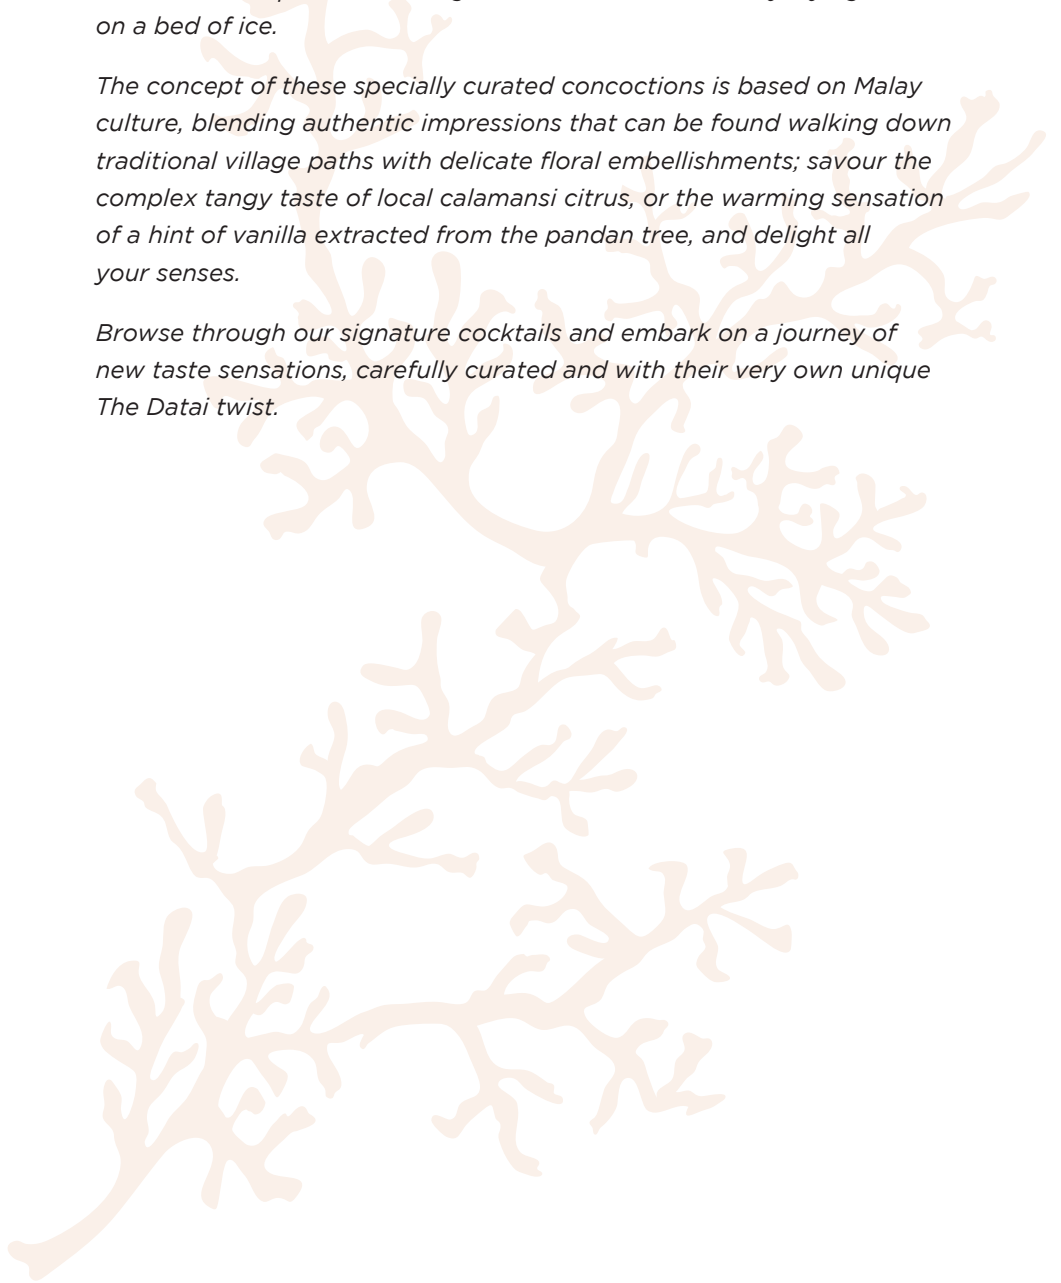 on a bed of ice.
The concept of these specially curated concoctions is based on Malay
culture, blending authentic impressions that can be found walking down
traditional village paths with delicate floral embellishments; savour the
complex tangy taste of local calamansi citrus, or the warming sensation
of a hint of vanilla extracted from the pandan tree, and delight all
your senses.
Browse through our signature cocktails and embark on a journey of
new taste sensations, carefully curated and with their very own unique
The Datai twist.